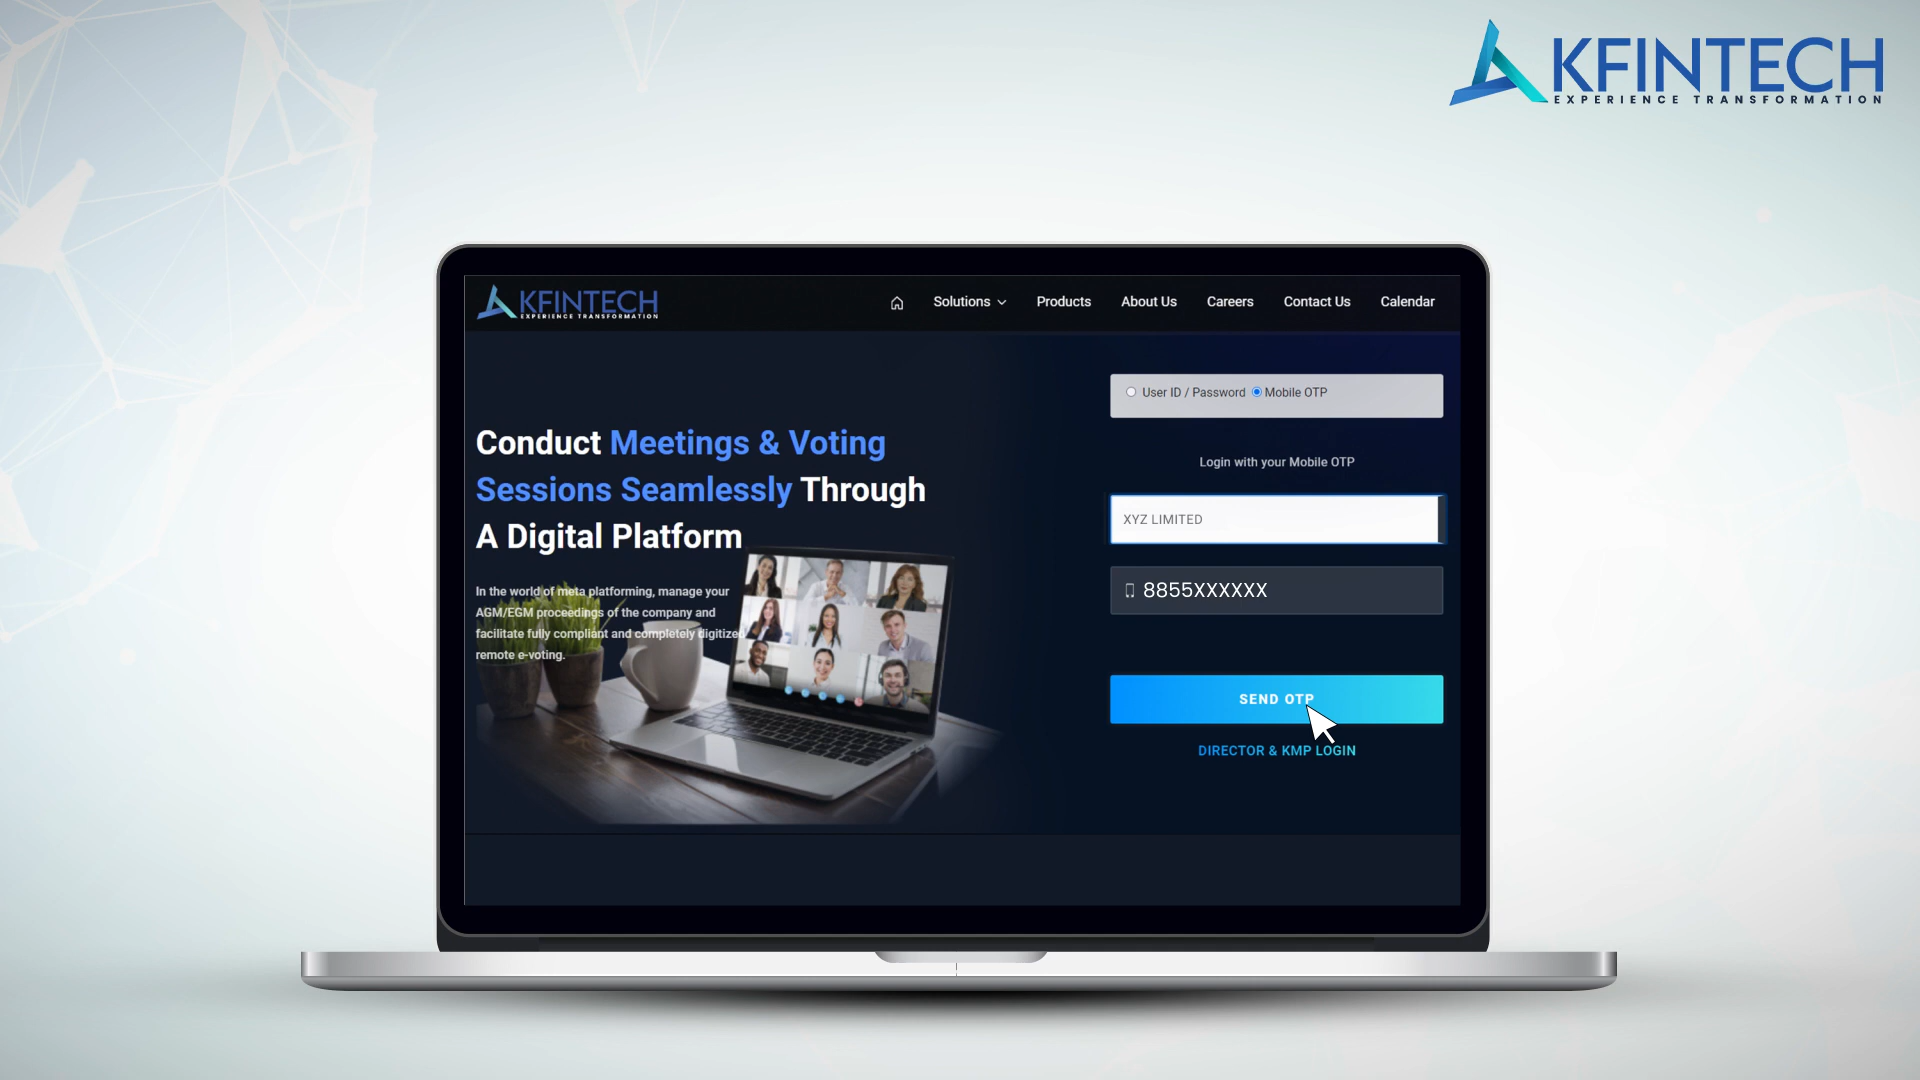 KFINTECH
EXPERIENCE TRANSFORMATION
KFINTECH
EXPERIENCE TRANSFORMATION
Solutions Products About Us Careers Contact Us Calendar
User ID / Password Mobile OTP
Login with your Mobile OTP
XYZ LIMITED
8855XXXXXX
SEND OTP
DIRECTOR & KMP LOGIN
Conduct Meetings & Voting
Sessions Seamlessly Through
A Digital Platform
In the world of meta platforming, manage your
AGM/EGM proceedings of the company and
facilitate fully compliant and completely digitized
remote e-voting.